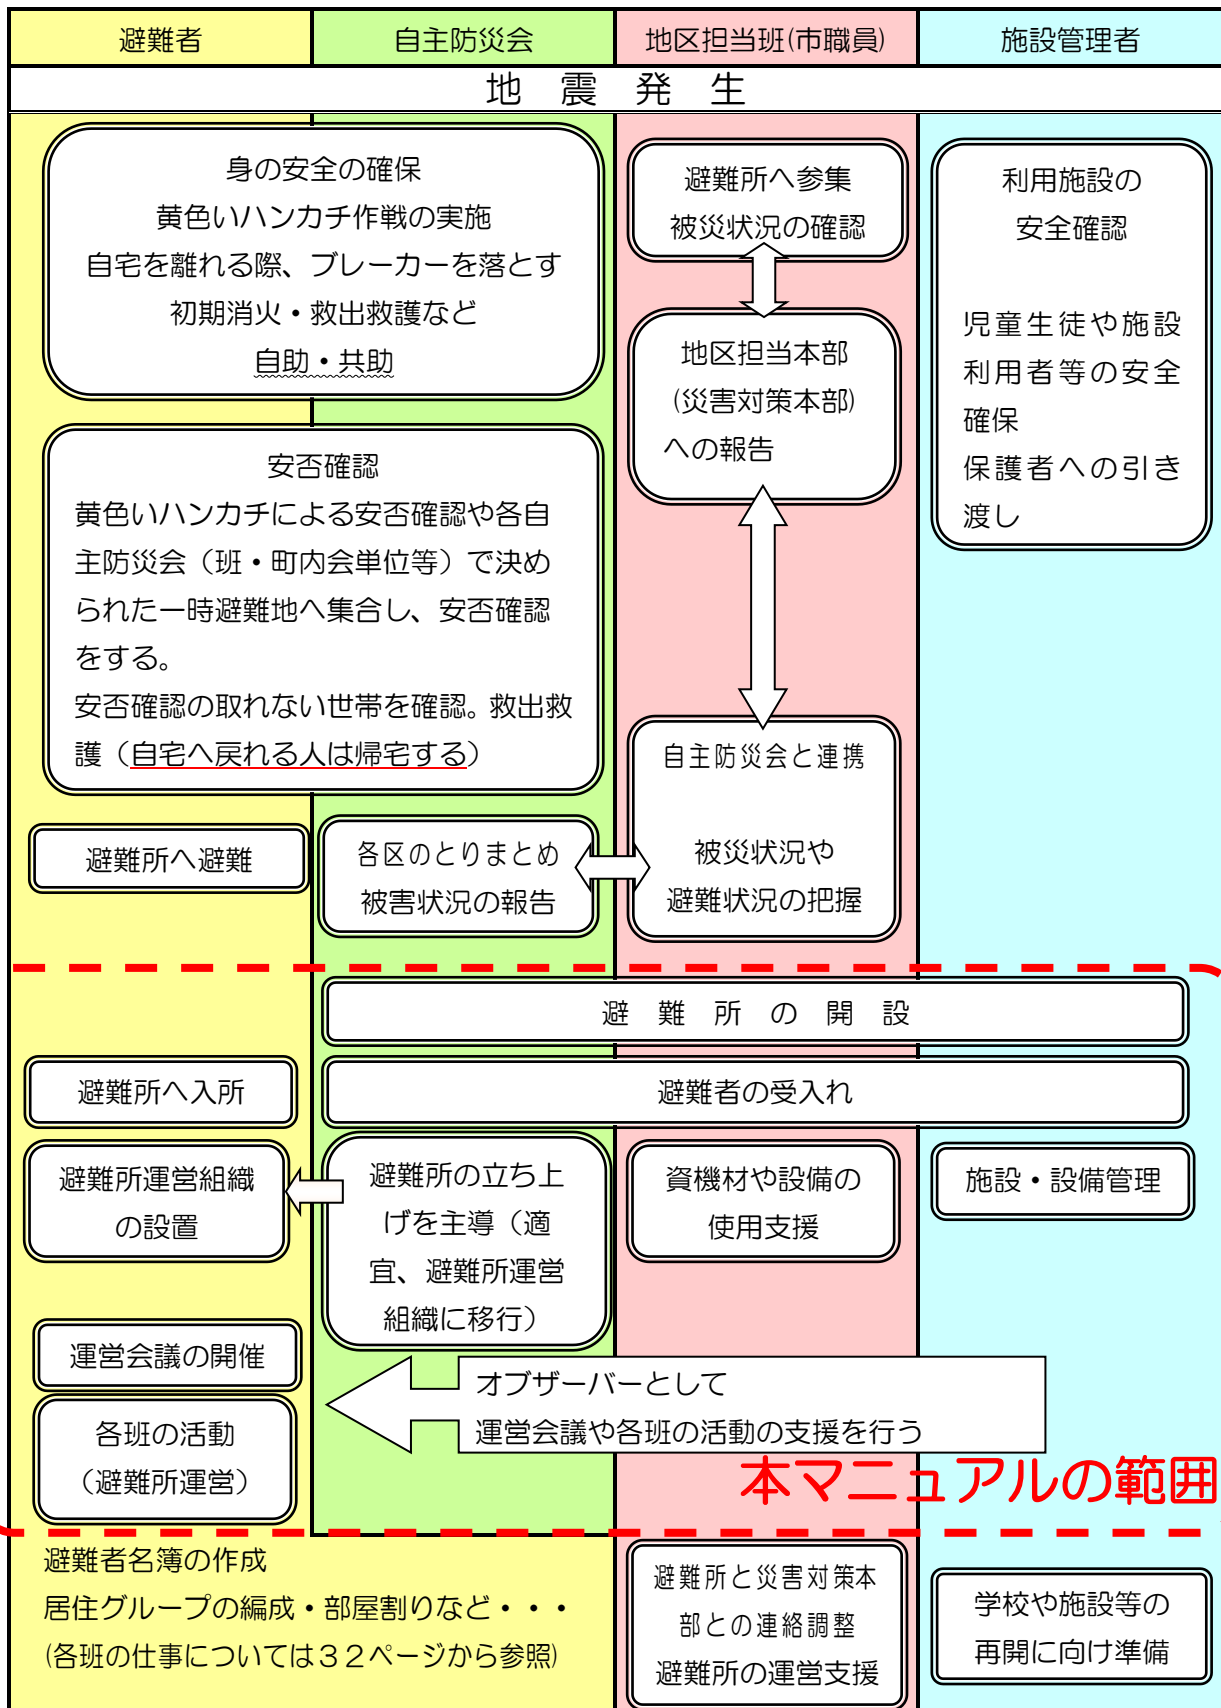 避難者
自主防災会
地区担当班(市職員)
施設管理者
地　震　発　生
身の安全の確保
黄色いハンカチ作戦の実施
自宅を離れる際、ブレーカーを落とす
初期消火・救出救護など
自助・共助
避難所へ参集
被災状況の確認
利用施設の
安全確認
児童生徒や施設
利用者等の安全
確保
保護者への引き
渡し
地区担当本部
(災害対策本部)
への報告
安否確認
黄色いハンカチによる安否確認や各自
主防災会（班・町内会単位等）で決め
られた一時避難地へ集合し、安否確認
をする。
安否確認の取れない世帯を確認。救出救
護（自宅へ戻れる人は帰宅する）
自主防災会と連携
被災状況や
避難状況の把握
避難所へ避難
各区のとりまとめ
被害状況の報告
避　難　所　の　開　設
避難所へ入所
避難者の受入れ
避難所運営組織
の設置
避難所の立ち上
げを主導（適
宜、避難所運営
組織に移行）
資機材や設備の
使用支援
施設・設備管理
運営会議の開催
オブザーバーとして
運営会議や各班の活動の支援を行う
各班の活動
（避難所運営）
本マニュアルの範囲
避難者名簿の作成
居住グループの編成・部屋割りなど・・・
(各班の仕事については３２ページから参照)
避難所と災害対策本
部との連絡調整
避難所の運営支援
学校や施設等の
再開に向け準備